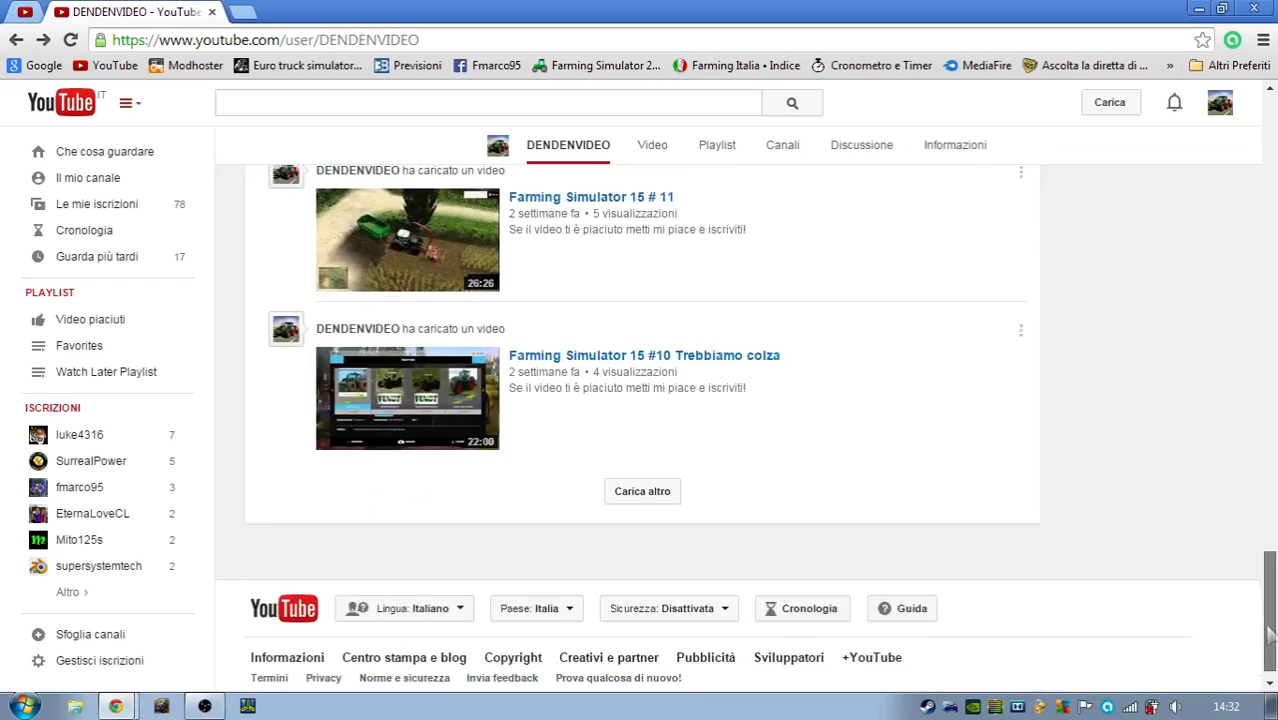 DENDENVIDEO - YouTube
https://www.youtube.com/user/DENDENVIDEO
Google YouTube Modhoster Euro truck simulator... Previsioni Fmarco95 Farming Simulator 2... Farming Italia • Indice Cronometro e Timer MediaFire Ascolta la diretta di ... » Altri Preferiti
YouTube IT
Carica
DENDENVIDEO Video Playlist Canali Discussione Informazioni
Che cosa guardare
Il mio canale
Le mie iscrizioni 78
Cronologia
Guarda più tardi 17
PLAYLIST
Video piaciuti
Favorites
Watch Later Playlist
ISCRIZIONI
luke4316 7
SurrealPower 5
fmarco95 3
EternaLoveCL 2
Mito125s 2
supersystemtech 2
Altro ›
Sfoglia canali
Gestisci iscrizioni
DENDENVIDEO ha caricato un video
Farming Simulator 15 # 11
2 settimane fa • 5 visualizzazioni
Se il video ti è piaciuto metti mi piace e iscriviti!
26:26
DENDENVIDEO ha caricato un video
Farming Simulator 15 #10 Trebbiamo colza
2 settimane fa • 4 visualizzazioni
Se il video ti è piaciuto metti mi piace e iscriviti!
22:00
Carica altro
YouTube Lingua: Italiano Paese: Italia Sicurezza: Disattivata Cronologia Guida
Informazioni Centro stampa e blog Copyright Creativi e partner Pubblicità Sviluppatori +YouTube
Termini Privacy Norme e sicurezza Invia feedback Prova qualcosa di nuovo!
14:32